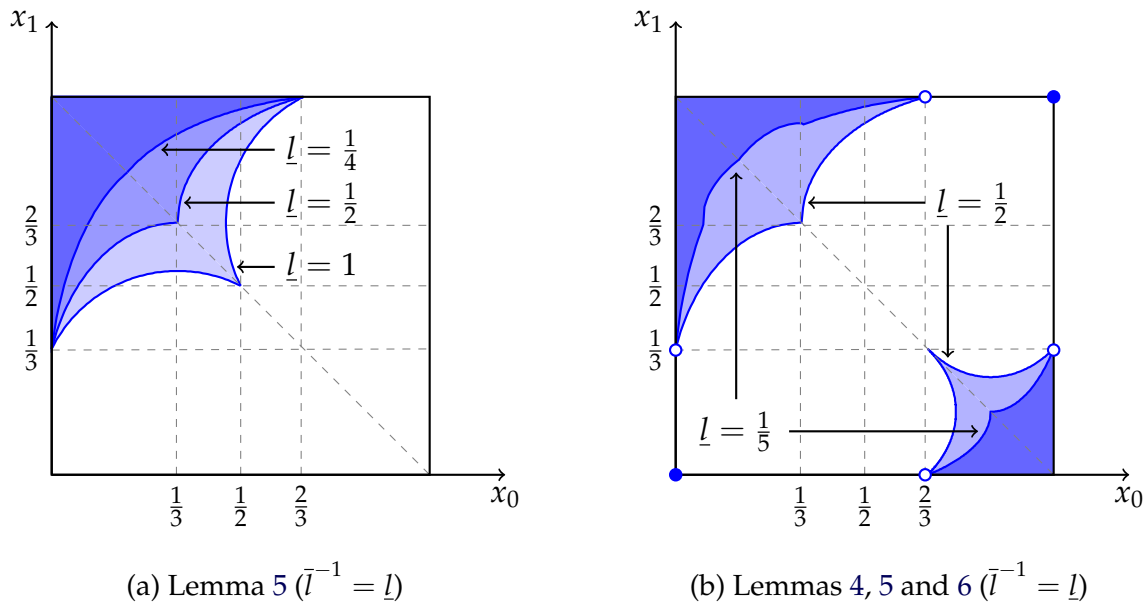 x₁
l̲ = 1/4
l̲ = 1/2
l̲ = 1
2/3
1/2
1/3
1/3 1/2 2/3
x₀
(a) Lemma 5 (l̄⁻¹ = l̲)
x₁
l̲ = 1/2
2/3
1/2
1/3
l̲ = 1/5
1/3 1/2 2/3
x₀
(b) Lemmas 4, 5 and 6 (l̄⁻¹ = l̲)